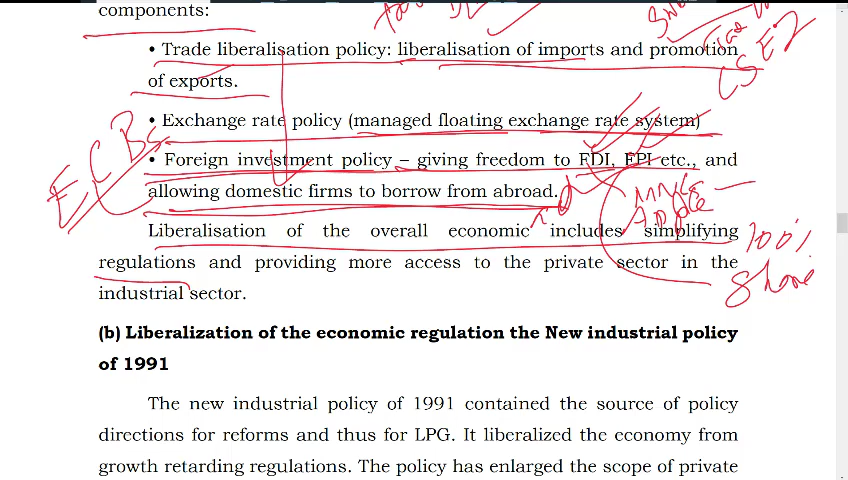 components:
• Trade liberalisation policy: liberalisation of imports and promotion
of exports.
• Exchange rate policy (managed floating exchange rate system)
• Foreign investment policy – giving freedom to FDI, FPI etc., and
allowing domestic firms to borrow from abroad.
ECBs
Liberalisation of the overall economic includes simplifying
100%
regulations and providing more access to the private sector in the
Share
industrial sector.
(b) Liberalization of the economic regulation the New industrial policy
of 1991
The new industrial policy of 1991 contained the source of policy
directions for reforms and thus for LPG. It liberalized the economy from
growth retarding regulations. The policy has enlarged the scope of private